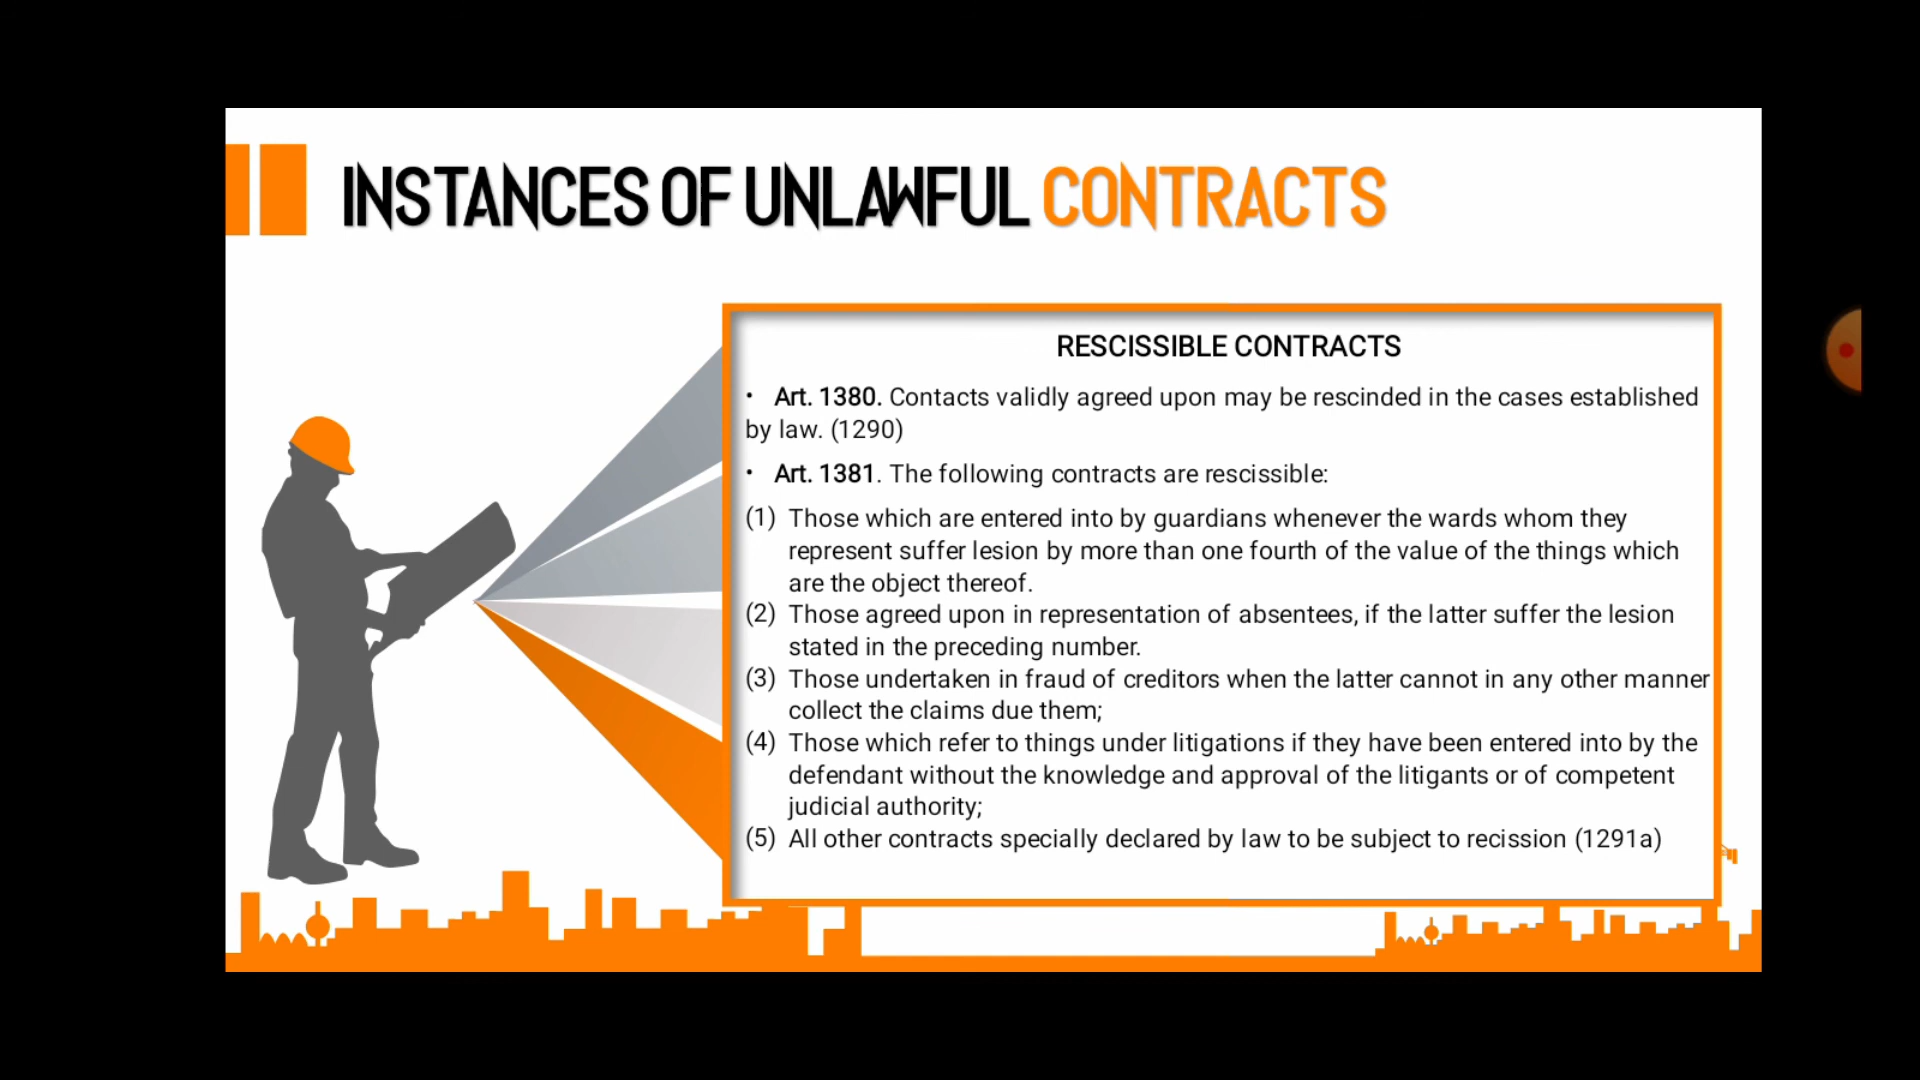 INSTANCES OF UNLAWFUL CONTRACTS
RESCISSIBLE CONTRACTS
• Art. 1380. Contacts validly agreed upon may be rescinded in the cases established
by law. (1290)
• Art. 1381. The following contracts are rescissible:
(1) Those which are entered into by guardians whenever the wards whom they
represent suffer lesion by more than one fourth of the value of the things which
are the object thereof.
(2) Those agreed upon in representation of absentees, if the latter suffer the lesion
stated in the preceding number.
(3) Those undertaken in fraud of creditors when the latter cannot in any other manner
collect the claims due them;
(4) Those which refer to things under litigations if they have been entered into by the
defendant without the knowledge and approval of the litigants or of competent
judicial authority;
(5) All other contracts specially declared by law to be subject to recission (1291a)